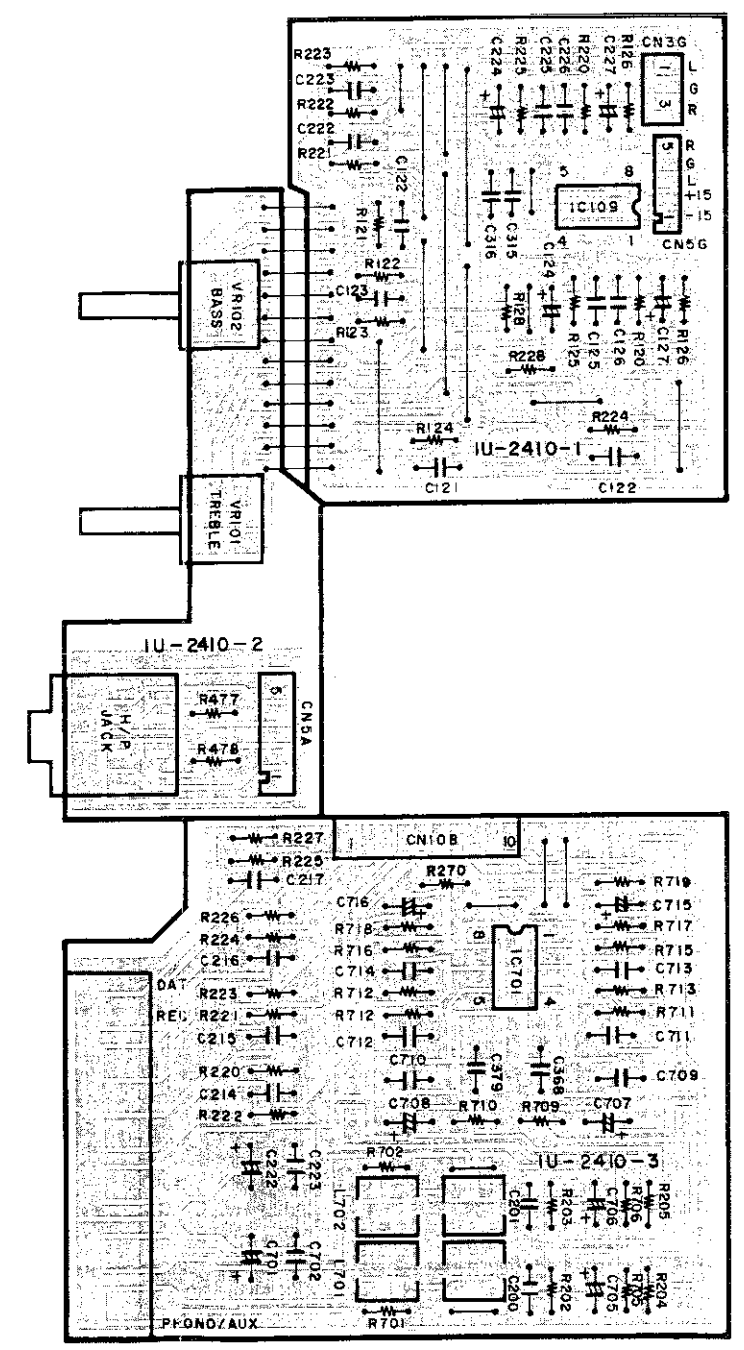 R223
C223
R222
C222
R221
C224
R225
C225
C226
R220
C227
R126
CN3G
1 L
G
3 R
5 R
G
L
+15
1 -15
CN5G
C122
R121
5 8
IC109
4 1
C316
C315
VR102
BASS
R122
C123
R123
C124
R128
R125
C125
C126
R120
C127
R126
R228
R124
R224
1U-2410-1
C121
C122
VR101
TREBLE
1U-2410-2
H/P
JACK
R477
R478
5
1
CN5A
R227
R225
C217
1 CN10B 10
R270
R226
R224
C216
DAT
R223
REC R221
C215
R220
C214
R222
C716
R718
R716
C714
R712
R712
C712
C710
C708
8 1
IC701
5 4
C379
C368
R719
C715
R717
R715
C713
R713
R711
C711
C709
R710 R709 C707
R702
1U-2410-3
C222
C223
L702
C201
R203
C706
R706
R205
C701
C702
L701
C200
R202
C705
R705
R204
PHONO/AUX
R701